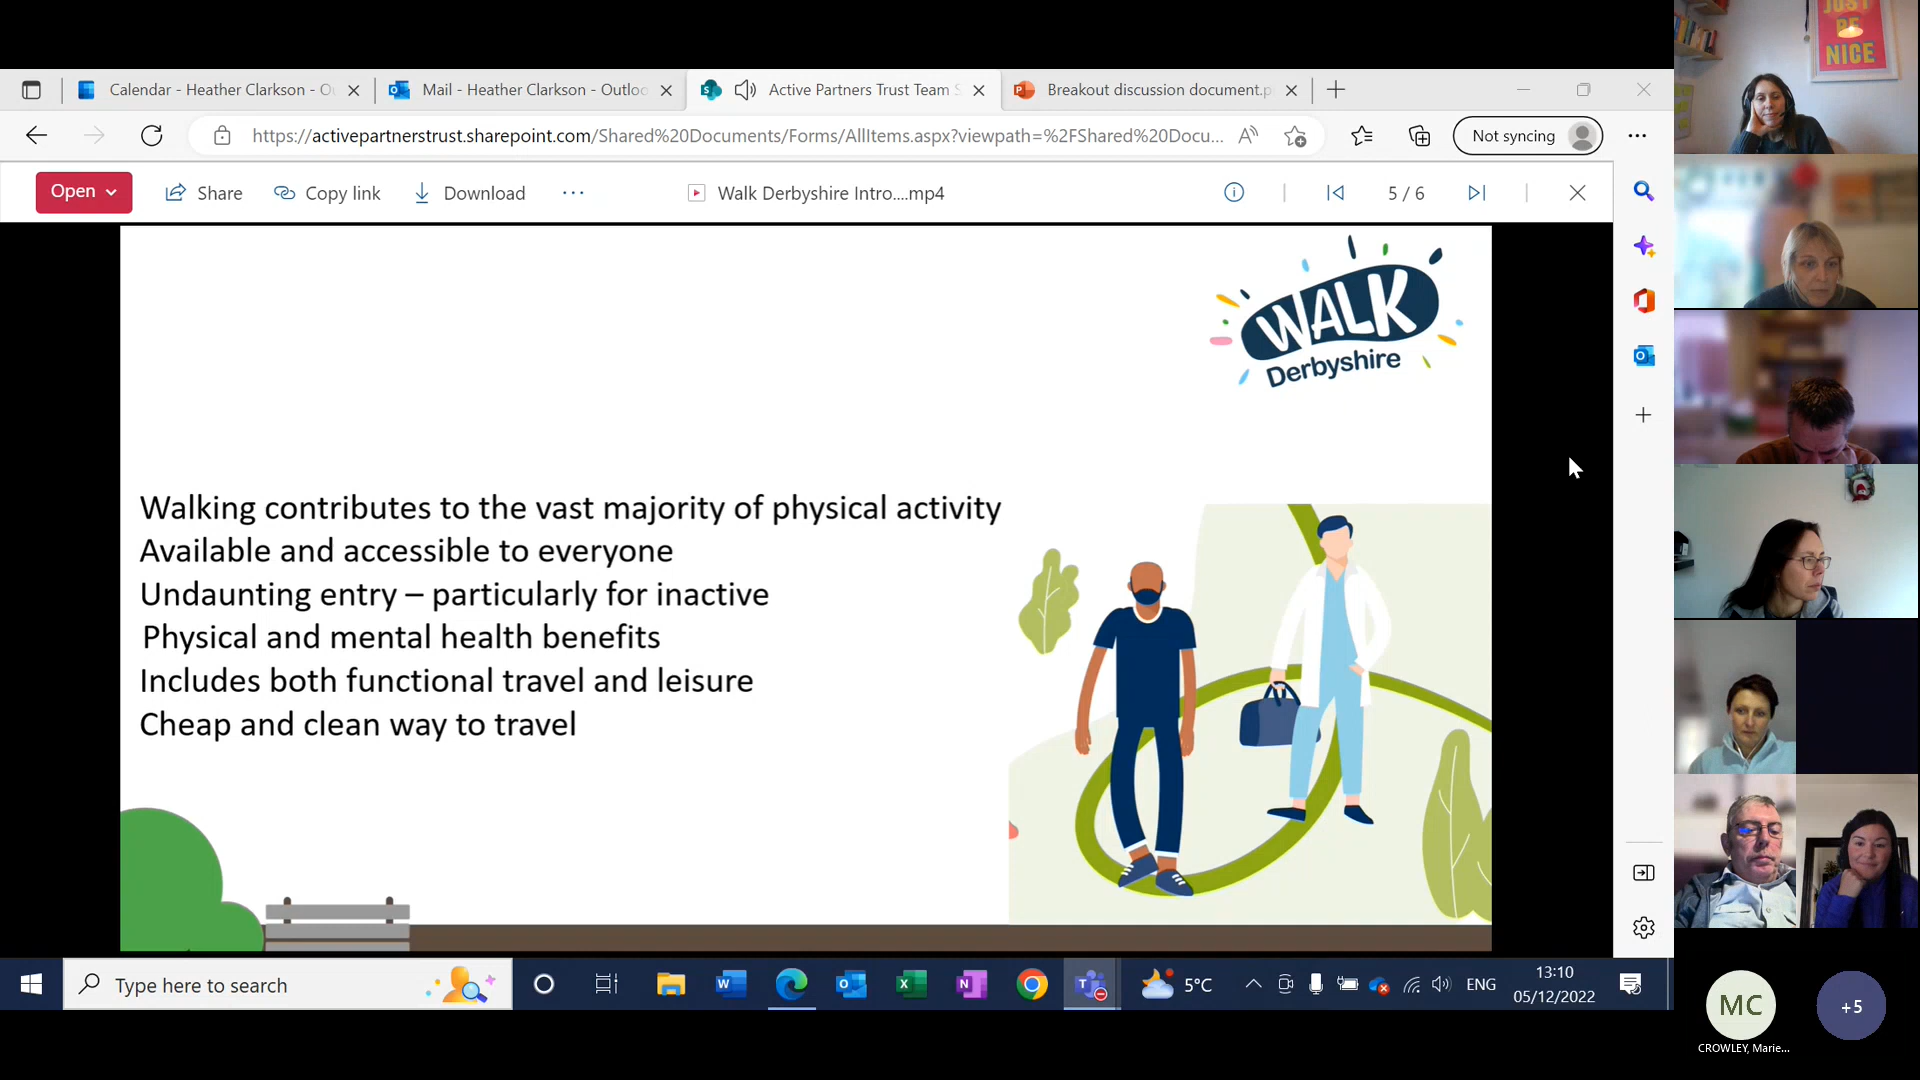 Calendar - Heather Clarkson - Ou
Mail - Heather Clarkson - Outloo
Active Partners Trust Team S
Breakout discussion document.p
https://activepartnerstrust.sharepoint.com/Shared%20Documents/Forms/AllItems.aspx?viewpath=%2FShared%20Docu...
Not syncing
Open
Share
Copy link
Download
Walk Derbyshire Intro....mp4
5 / 6
WALK
Derbyshire
Walking contributes to the vast majority of physical activity
Available and accessible to everyone
Undaunting entry – particularly for inactive
Physical and mental health benefits
Includes both functional travel and leisure
Cheap and clean way to travel
Type here to search
5°C
ENG
13:10
05/12/2022
JUST
BE
NICE
MC
+5
CROWLEY, Marie...